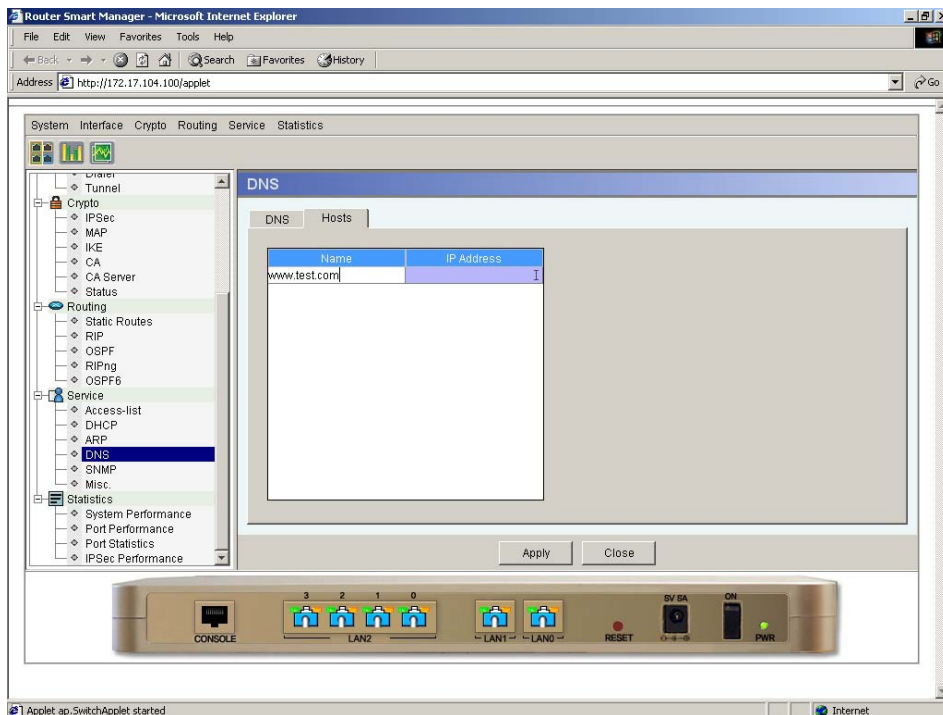 Router Smart Manager - Microsoft Internet Explorer
File Edit View Favorites Tools Help
Back Search Favorites History
Address http://172.17.104.100/applet Go
System Interface Crypto Routing Service Statistics
Dialer
Tunnel
Crypto
IPSec
MAP
IKE
CA
CA Server
Status
Routing
Static Routes
RIP
OSPF
RIPng
OSPF6
Service
Access-list
DHCP
ARP
DNS
SNMP
Misc.
Statistics
System Performance
Port Performance
Port Statistics
IPSec Performance
DNS
DNS Hosts
Name IP Address
www.test.com
Apply Close
3 2 1 0 5V 5A ON
CONSOLE LAN2 LAN1 LAN0 RESET PWR
Applet ap.SwitchApplet started Internet